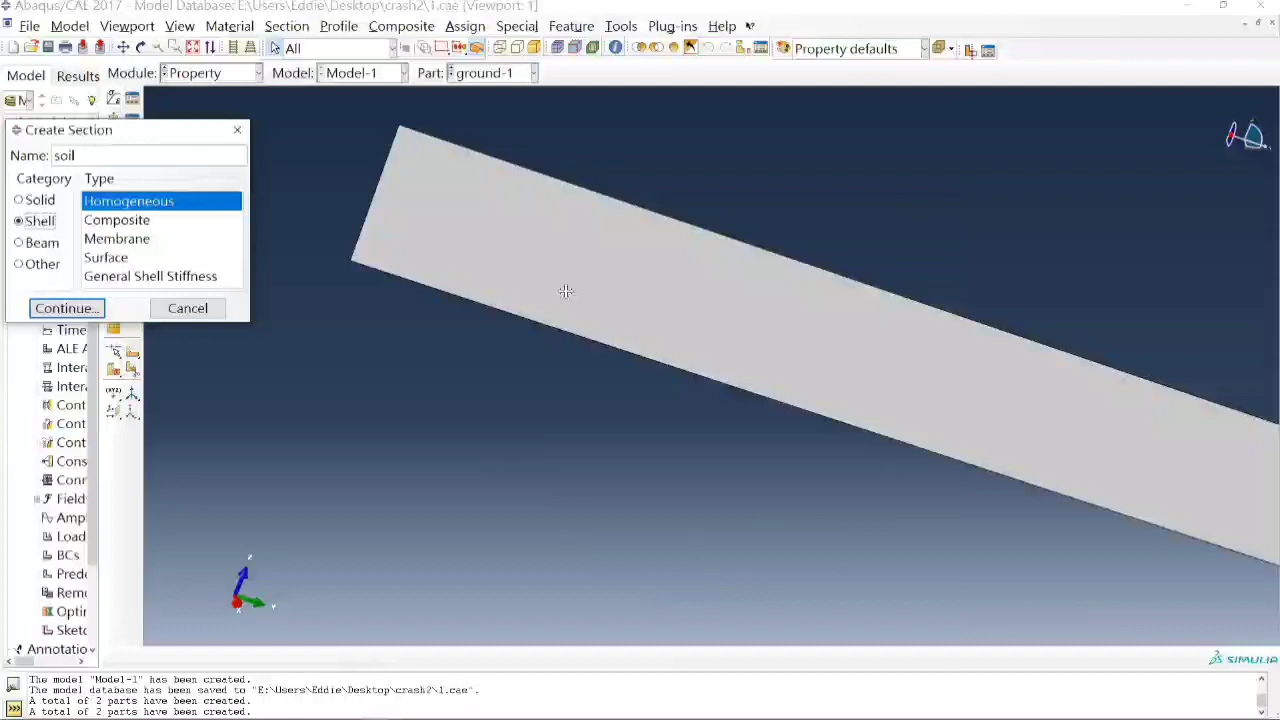 Abaqus/CAE 2017 - Model Database: E:\Users\Eddie\Desktop\crash2\1.cae [Viewport: 1]
File Model Viewport View Material Section Profile Composite Assign Special Feature Tools Plug-ins Help
All
Property defaults
Model Results Module: Property Model: Model-1 Part: ground-1
Create Section
Name: soil
Category Type
Solid Homogeneous
Shell Composite
Beam Membrane
Other Surface
General Shell Stiffness
Continue... Cancel
Time
ALE A
Intera
Intera
Cont
Cont
Cont
Cons
Conn
Field
Amp
Load
BCs
Prede
Remo
Optir
Sketc
Annotatio
Z
Y
X
SIMULIA
The model "Model-1" has been created.
The model database has been saved to "E:\Users\Eddie\Desktop\crash2\1.cae".
A total of 2 parts have been created.
A total of 2 parts have been created.